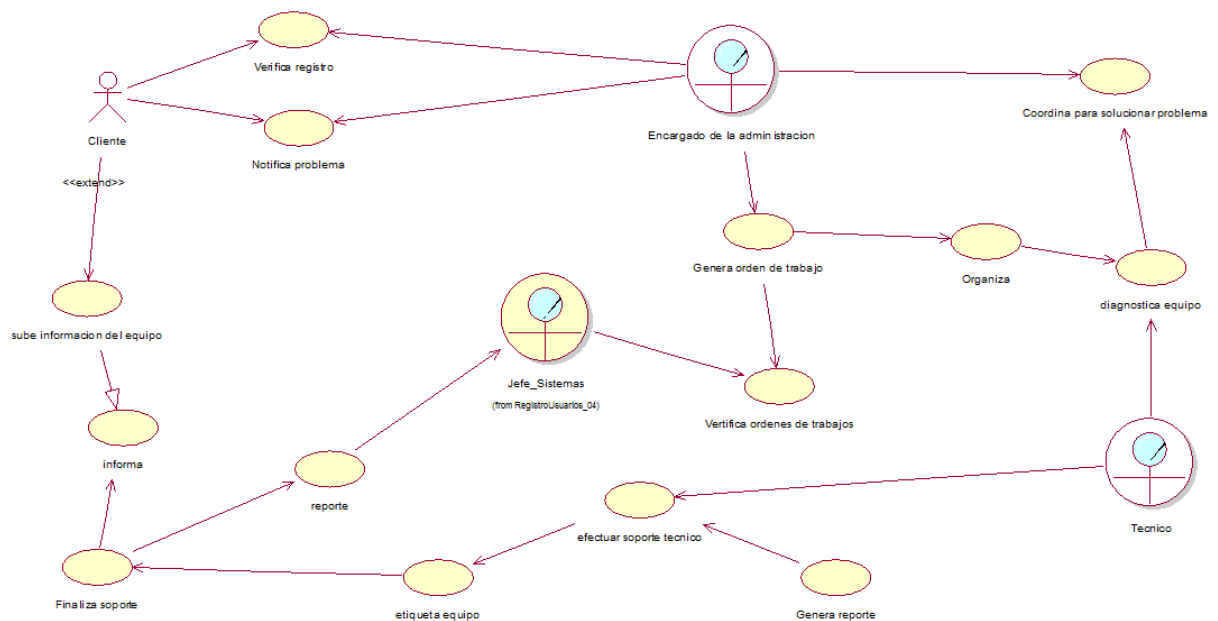 Verifica registro
Cliente
Notifica problema
<<extend>>
Encargado de la administracion
Coordina para solucionar problema
Genera orden de trabajo
Organiza
diagnostica equipo
sube informacion del equipo
Jefe_Sistemas
(from RegistroUsuarios_04)
Vertifica ordenes de trabajos
informa
reporte
efectuar soporte tecnico
Tecnico
Finaliza soporte
etiqueta equipo
Genera reporte